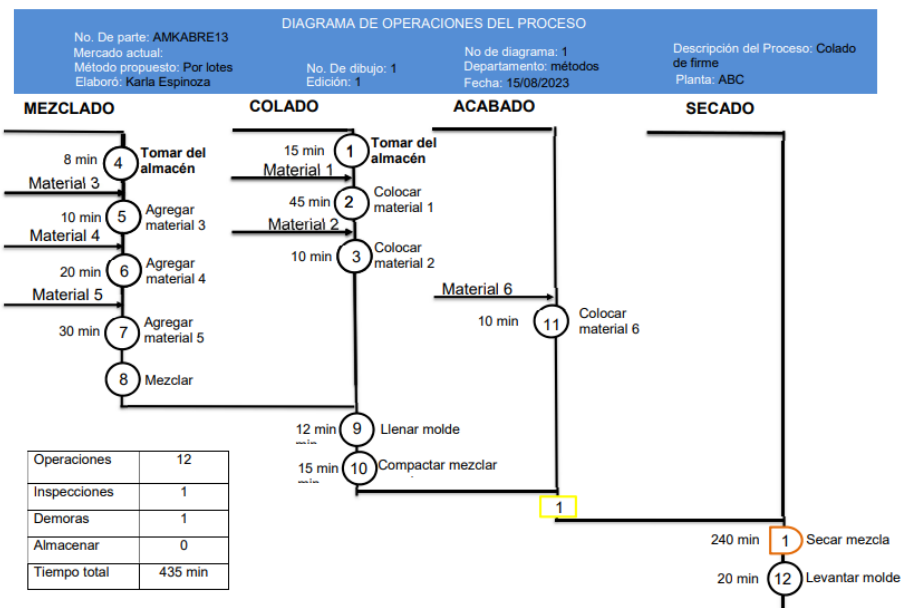 DIAGRAMA DE OPERACIONES DEL PROCESO
No. De parte: AMKABRE13
Mercado actual:
Método propuesto: Por lotes
Elaboró: Karla Espinoza
No. De dibujo: 1
Edición: 1
No de diagrama: 1
Departamento: métodos
Fecha: 15/08/2023
Descripción del Proceso: Colado
de firme
Planta: ABC
MEZCLADO
COLADO
ACABADO
SECADO
8 min
4
Tomar del
almacén
Material 3
10 min
5
Agregar
material 3
Material 4
20 min
6
Agregar
material 4
Material 5
30 min
7
Agregar
material 5
8
Mezclar
15 min
1
Tomar del
almacén
Material 1
45 min
2
Colocar
material 1
Material 2
10 min
3
Colocar
material 2
12 min
9
Llenar molde
15 min
10
Compactar mezclar
Material 6
10 min
11
Colocar
material 6
1
240 min
1
Secar mezcla
20 min
12
Levantar molde
Operaciones 12
Inspecciones 1
Demoras 1
Almacenar 0
Tiempo total 435 min